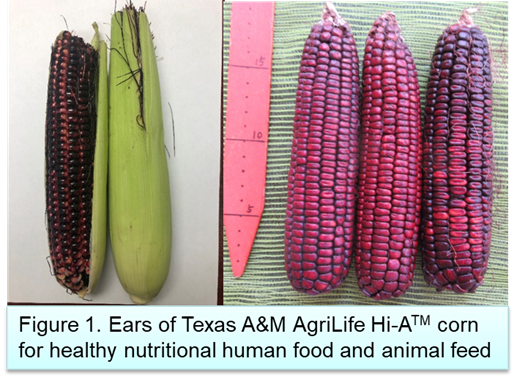 15
10
5
Figure 1. Ears of Texas A&M AgriLife Hi-A™ corn
for healthy nutritional human food and animal feed